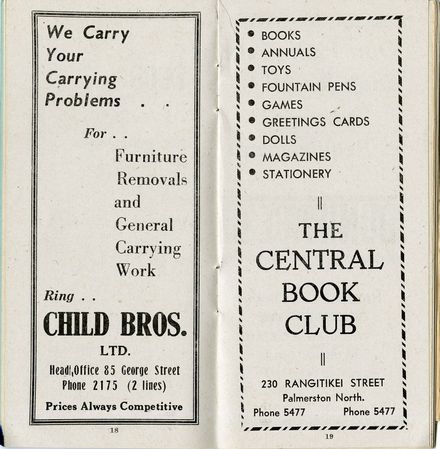 We Carry
Your
Carrying
Problems . .
For . .
Furniture
Removals
and
General
Carrying
Work
Ring . .
CHILD BROS.
LTD.
Head Office 85 George Street
Phone 2175 (2 lines)
Prices Always Competitive
18
• BOOKS
• ANNUALS
• TOYS
• FOUNTAIN PENS
• GAMES
• GREETINGS CARDS
• DOLLS
• MAGAZINES
• STATIONERY
THE
CENTRAL
BOOK
CLUB
230 RANGITIKEI STREET
Palmerston North.
Phone 5477 Phone 5477
19